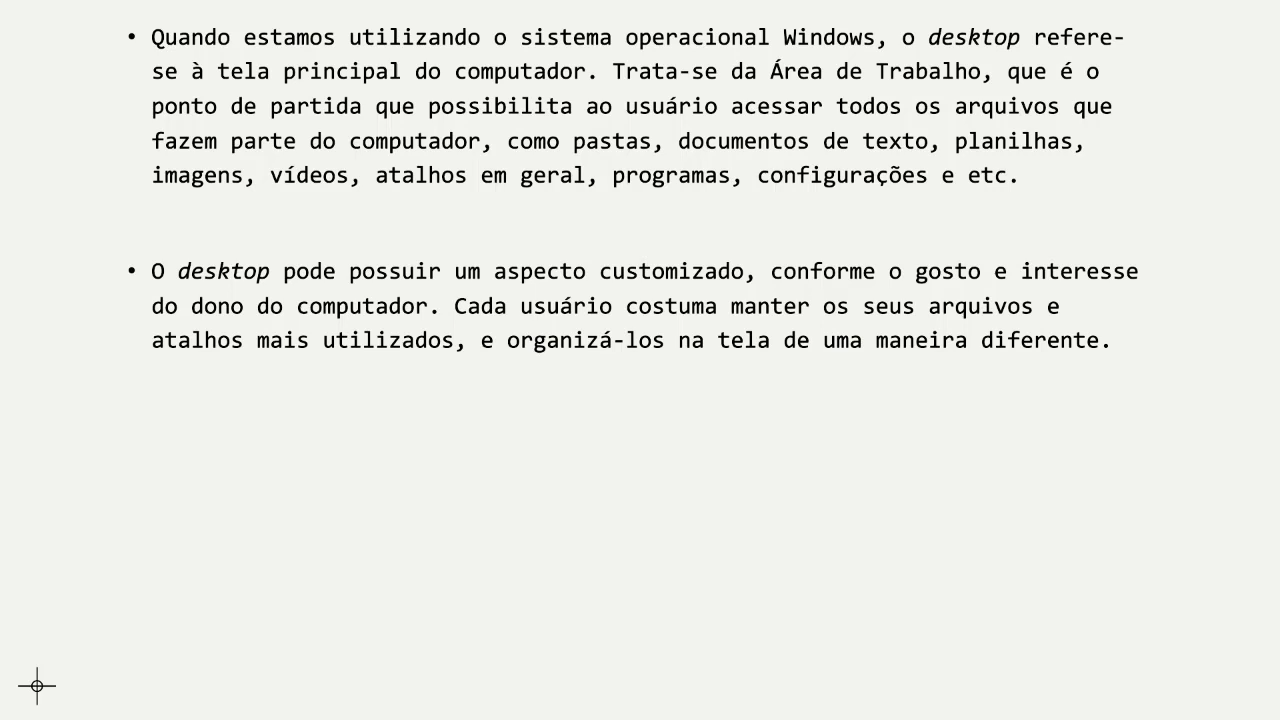 • Quando estamos utilizando o sistema operacional Windows, o desktop refere-
se à tela principal do computador. Trata-se da Área de Trabalho, que é o
ponto de partida que possibilita ao usuário acessar todos os arquivos que
fazem parte do computador, como pastas, documentos de texto, planilhas,
imagens, vídeos, atalhos em geral, programas, configurações e etc.
• O desktop pode possuir um aspecto customizado, conforme o gosto e interesse
do dono do computador. Cada usuário costuma manter os seus arquivos e
atalhos mais utilizados, e organizá-los na tela de uma maneira diferente.